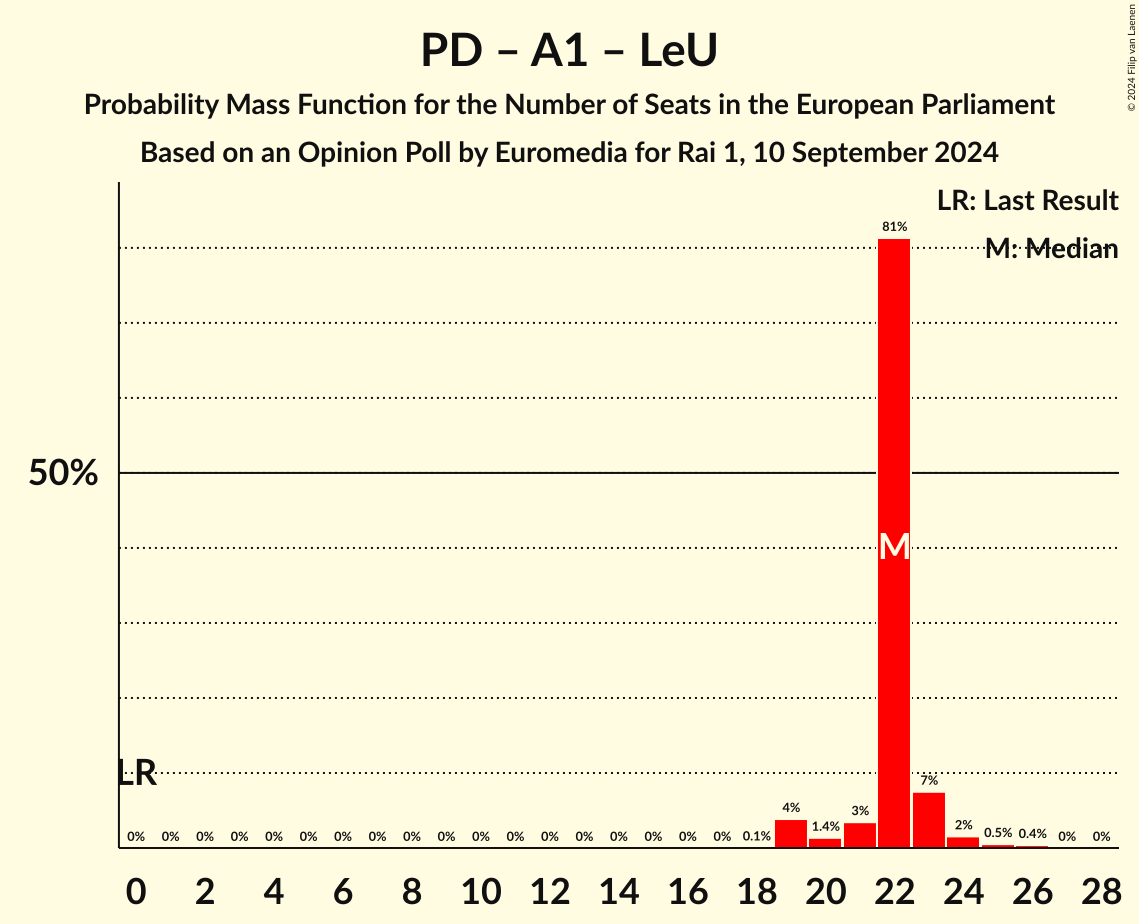 PD – A1 – LeU
Probability Mass Function for the Number of Seats in the European Parliament
Based on an Opinion Poll by Euromedia for Rai 1, 10 September 2024
© 2024 Filip van Laenen
LR: Last Result
M: Median
50%
M
LR
0% 0% 0% 0% 0% 0% 0% 0% 0% 0% 0% 0% 0% 0% 0% 0% 0% 0% 0.1% 4% 1.4% 3% 81% 7% 2% 0.5% 0.4% 0% 0%
0 2 4 6 8 10 12 14 16 18 20 22 24 26 28